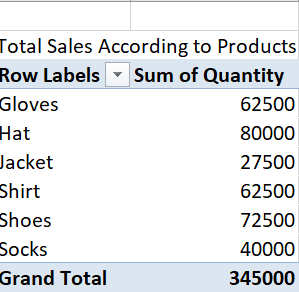 Total Sales According to Products
Row Labels Sum of Quantity
Gloves 62500
Hat 80000
Jacket 27500
Shirt 62500
Shoes 72500
Socks 40000
Grand Total 345000